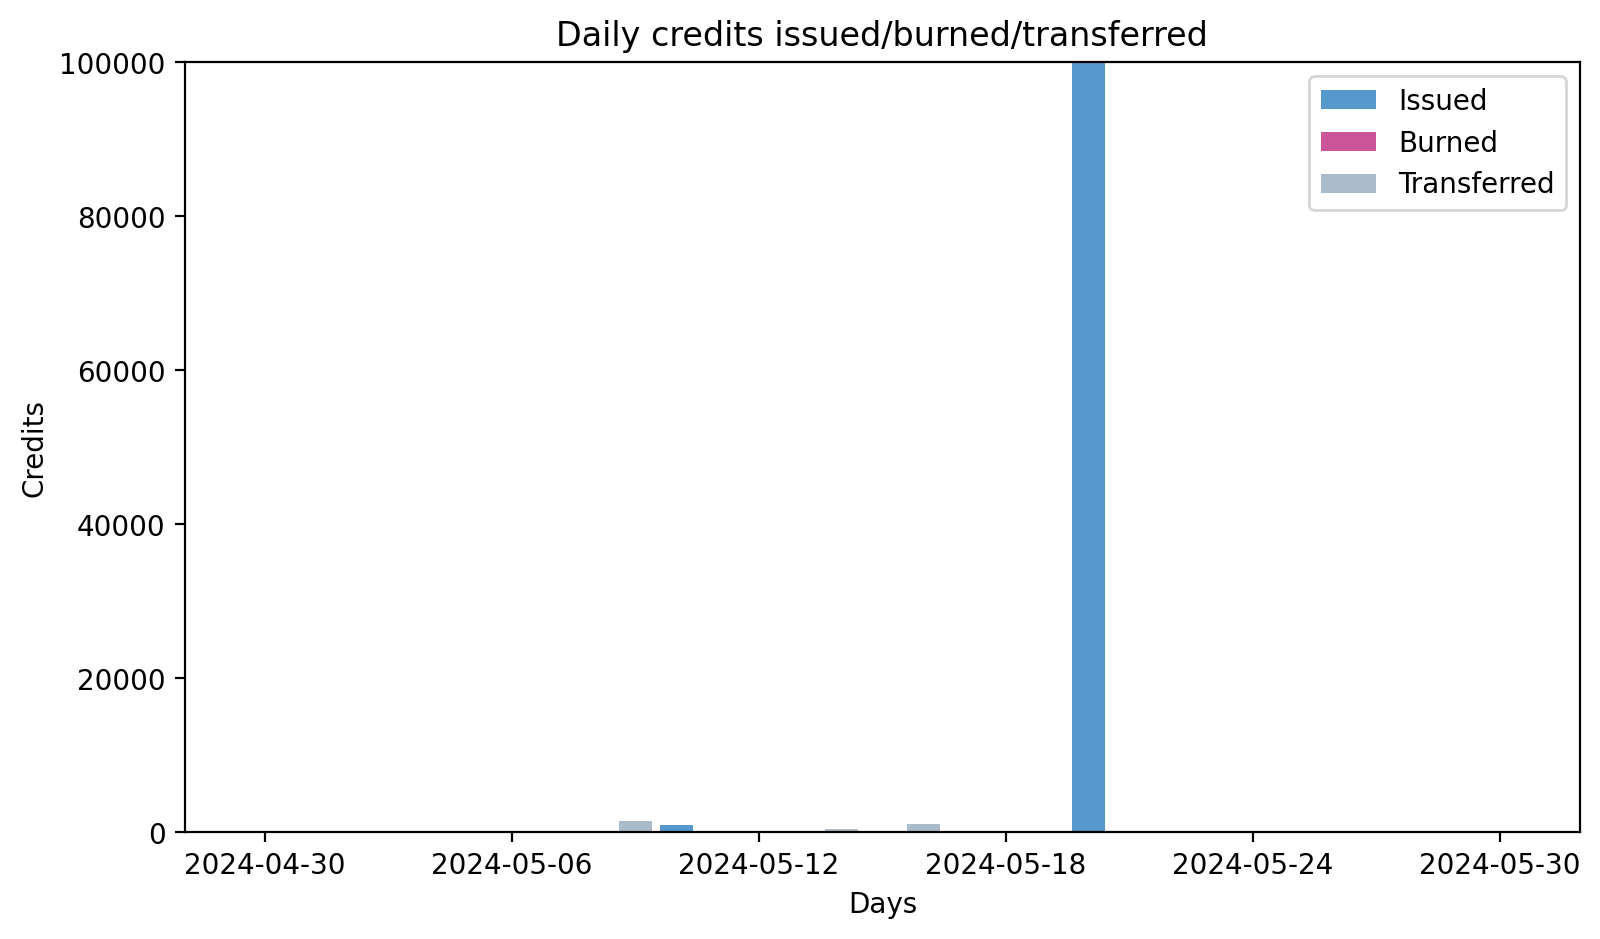 Daily credits issued/burned/transferred
100000
80000
60000
40000
20000
0
Credits
Issued
Burned
Transferred
2024-04-30
2024-05-06
2024-05-12
2024-05-18
2024-05-24
2024-05-30
Days